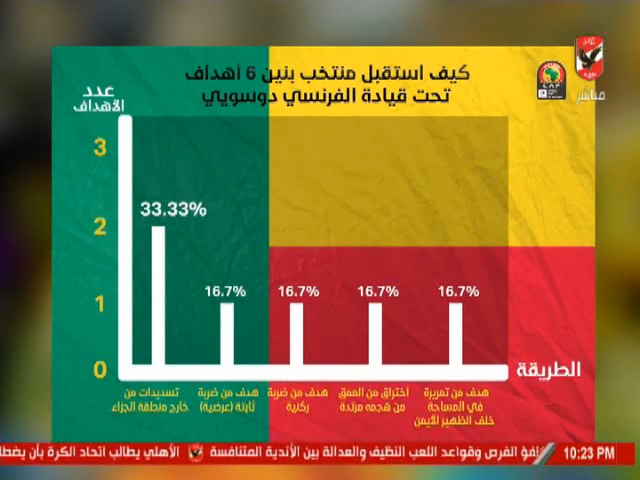 كيف استقبل منتخب بنين 6 أهداف
تحت قيادة الفرنسي دوسويي
CAF
مباشر
عدد
الأهداف
3
2
1
0
33.33%
16.7%
16.7%
16.7%
16.7%
الطريقة
تسديدات من
خارج منطقة الجزاء
هدف من ضربة
ثابتة (عرضية)
هدف من ضربة
ركنية
اختراق من العمق
من هجمه مرتدة
هدف من تمريرة
في المساحة
خلف الظهير الأيمن
الفرص وقواعد اللعب النظيف والعدالة بين الأندية المتنافسة
الأهلي يطالب اتحاد الكرة بأن
10:23 PM